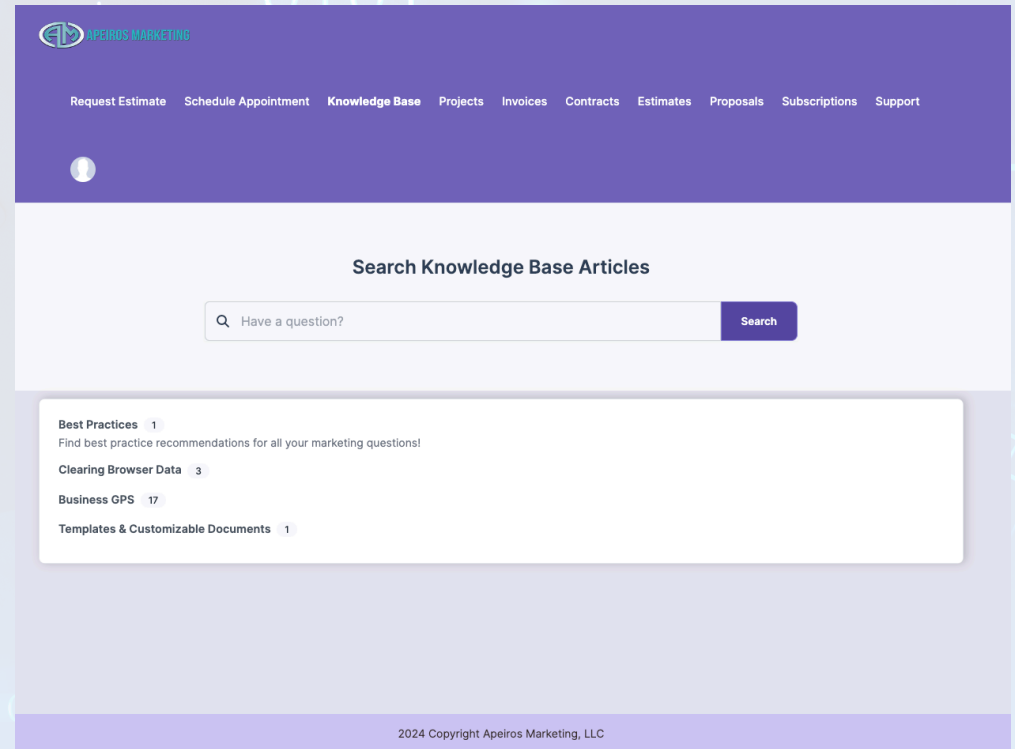 AM APEIROS MARKETING
Request Estimate Schedule Appointment Knowledge Base Projects Invoices Contracts Estimates Proposals Subscriptions Support
Search Knowledge Base Articles
Have a question? Search
Best Practices 1
Find best practice recommendations for all your marketing questions!
Clearing Browser Data 3
Business GPS 17
Templates & Customizable Documents 1
2024 Copyright Apeiros Marketing, LLC